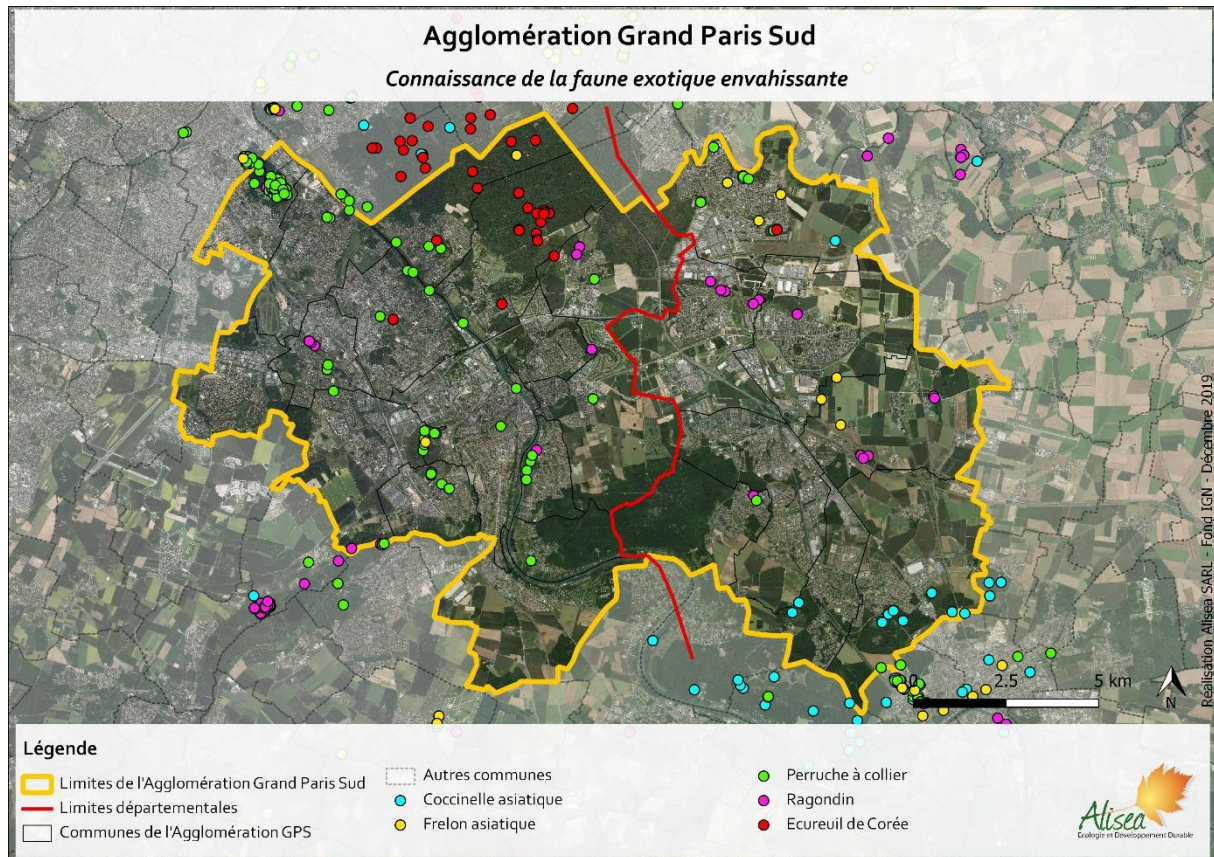 Agglomération Grand Paris Sud
Connaissance de la faune exotique envahissante
Réalisation Alisea SARL - Fond IGN - Décembre 2019
0 2.5 5 km
N
Légende
Limites de l'Agglomération Grand Paris Sud
Limites départementales
Communes de l'Agglomération GPS
Autres communes
Coccinelle asiatique
Frelon asiatique
Perruche à collier
Ragondin
Ecureuil de Corée
Alisea
Ecologie et Développement Durable